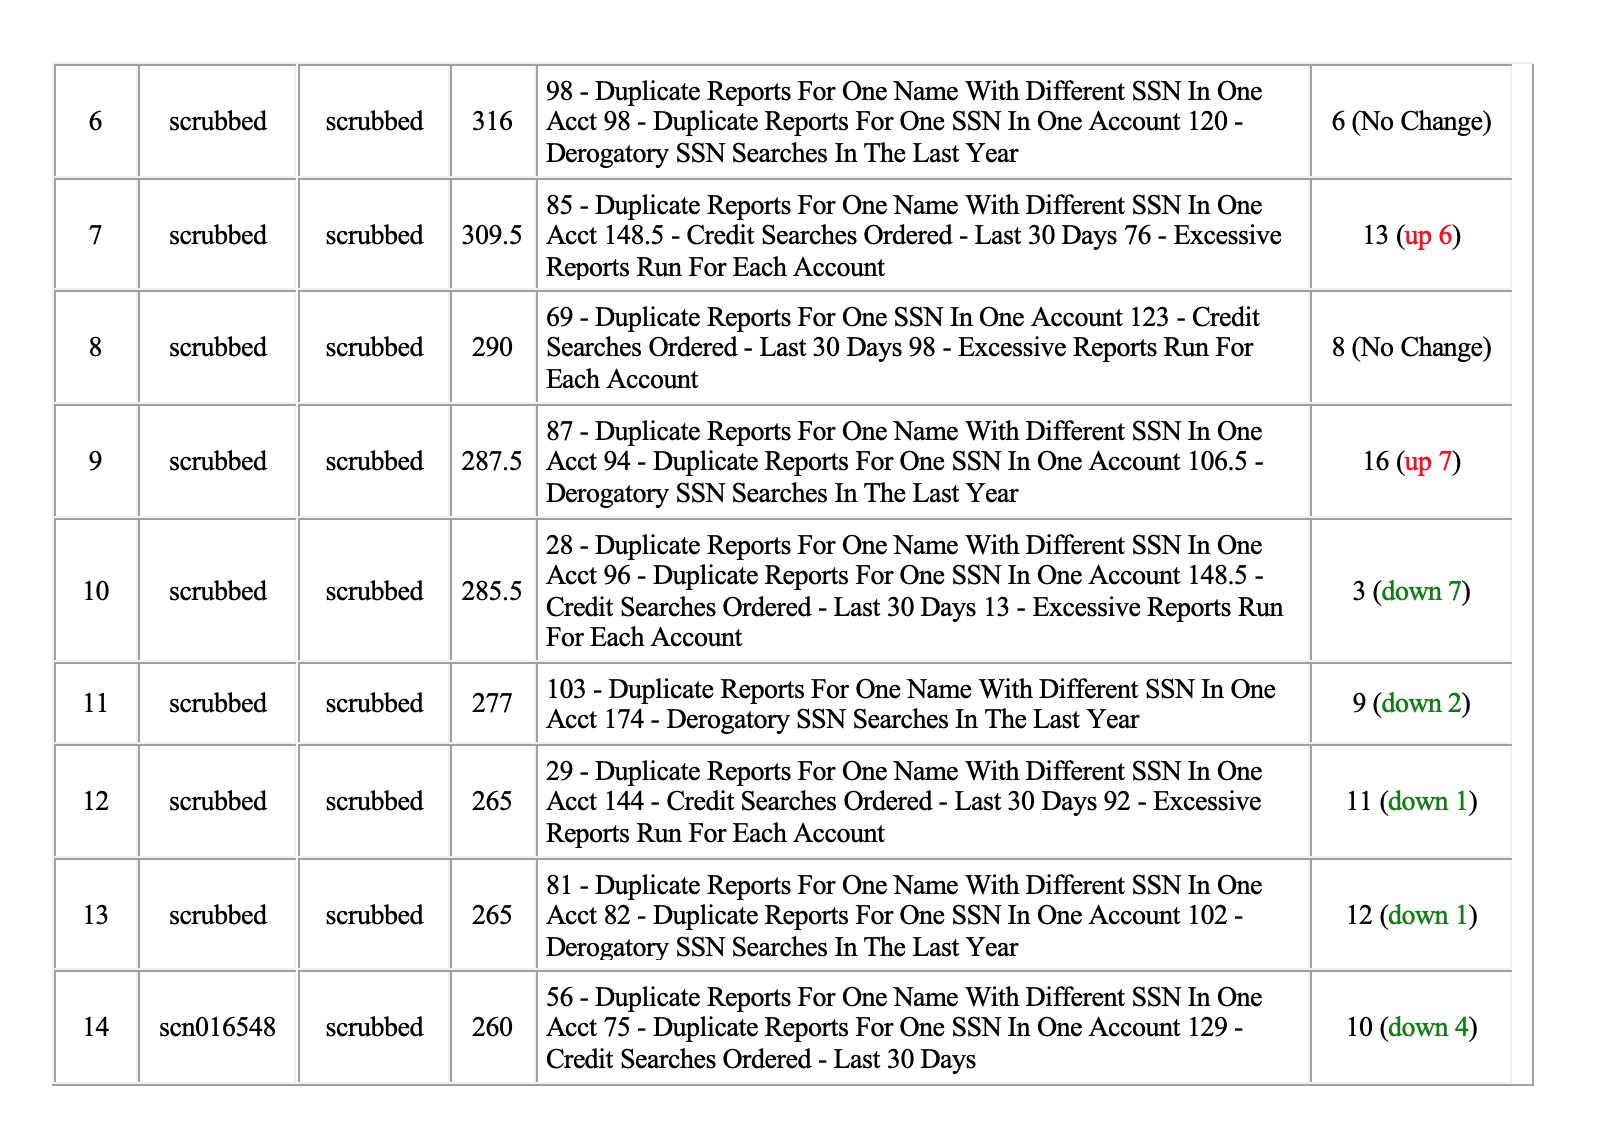 98 - Duplicate Reports For One Name With Different SSN In One
6 scrubbed scrubbed 316 Acct 98 - Duplicate Reports For One SSN In One Account 120 - 6 (No Change)
Derogatory SSN Searches In The Last Year
85 - Duplicate Reports For One Name With Different SSN In One
7 scrubbed scrubbed 309.5 Acct 148.5 - Credit Searches Ordered - Last 30 Days 76 - Excessive 13 (up 6)
Reports Run For Each Account
69 - Duplicate Reports For One SSN In One Account 123 - Credit
8 scrubbed scrubbed 290 Searches Ordered - Last 30 Days 98 - Excessive Reports Run For 8 (No Change)
Each Account
87 - Duplicate Reports For One Name With Different SSN In One
9 scrubbed scrubbed 287.5 Acct 94 - Duplicate Reports For One SSN In One Account 106.5 - 16 (up 7)
Derogatory SSN Searches In The Last Year
28 - Duplicate Reports For One Name With Different SSN In One
Acct 96 - Duplicate Reports For One SSN In One Account 148.5 -
10 scrubbed scrubbed 285.5 Credit Searches Ordered - Last 30 Days 13 - Excessive Reports Run 3 (down 7)
For Each Account
103 - Duplicate Reports For One Name With Different SSN In One
11 scrubbed scrubbed 277 Acct 174 - Derogatory SSN Searches In The Last Year 9 (down 2)
29 - Duplicate Reports For One Name With Different SSN In One
12 scrubbed scrubbed 265 Acct 144 - Credit Searches Ordered - Last 30 Days 92 - Excessive 11 (down 1)
Reports Run For Each Account
81 - Duplicate Reports For One Name With Different SSN In One
13 scrubbed scrubbed 265 Acct 82 - Duplicate Reports For One SSN In One Account 102 - 12 (down 1)
Derogatory SSN Searches In The Last Year
56 - Duplicate Reports For One Name With Different SSN In One
14 scn016548 scrubbed 260 Acct 75 - Duplicate Reports For One SSN In One Account 129 - 10 (down 4)
Credit Searches Ordered - Last 30 Days